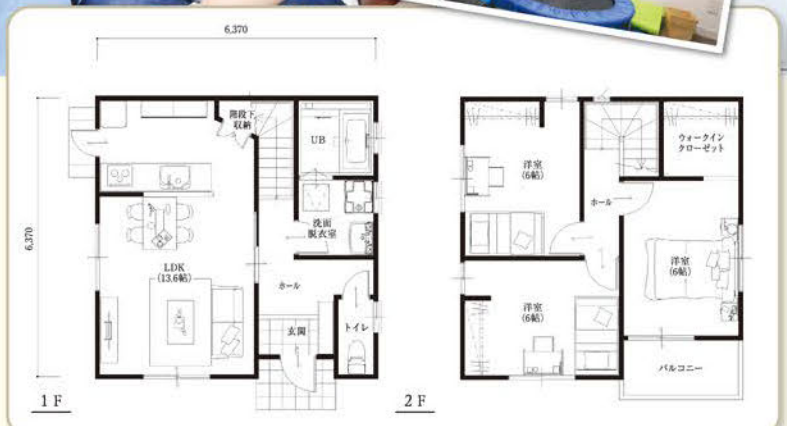 6,370
6,370
階段下
収納
UB
洗面
脱衣室
LDK
(13.6帖)
ホール
玄関
トイレ
1F
洋室
(6帖)
ウォークイン
クローゼット
ホール
洋室
(6帖)
洋室
(6帖)
バルコニー
2F